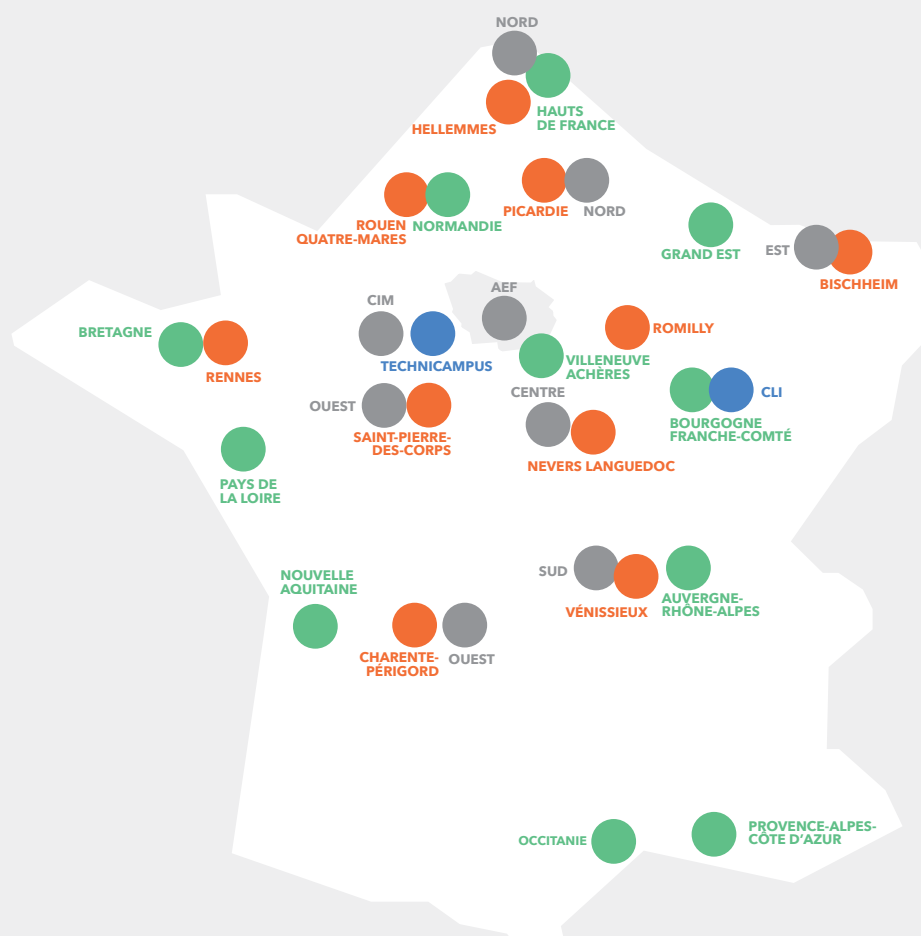 NORD
HAUTS
DE FRANCE
HELLEMMES
PICARDIE
NORD
ROUEN
QUATRE-MARES
NORMANDIE
GRAND EST
EST
BISCHHEIM
AEF
CIM
TECHNICAMPUS
ROMILLY
BRETAGNE
RENNES
VILLENEUVE
ACHÈRES
CENTRE
CLI
OUEST
SAINT-PIERRE-
DES-CORPS
BOURGOGNE
FRANCHE-COMTÉ
NEVERS LANGUEDOC
PAYS DE
LA LOIRE
SUD
NOUVELLE
AQUITAINE
VÉNISSIEUX
AUVERGNE-
RHÔNE-ALPES
CHARENTE-
PÉRIGORD
OUEST
PROVENCE-ALPES-
CÔTE D'AZUR
OCCITANIE